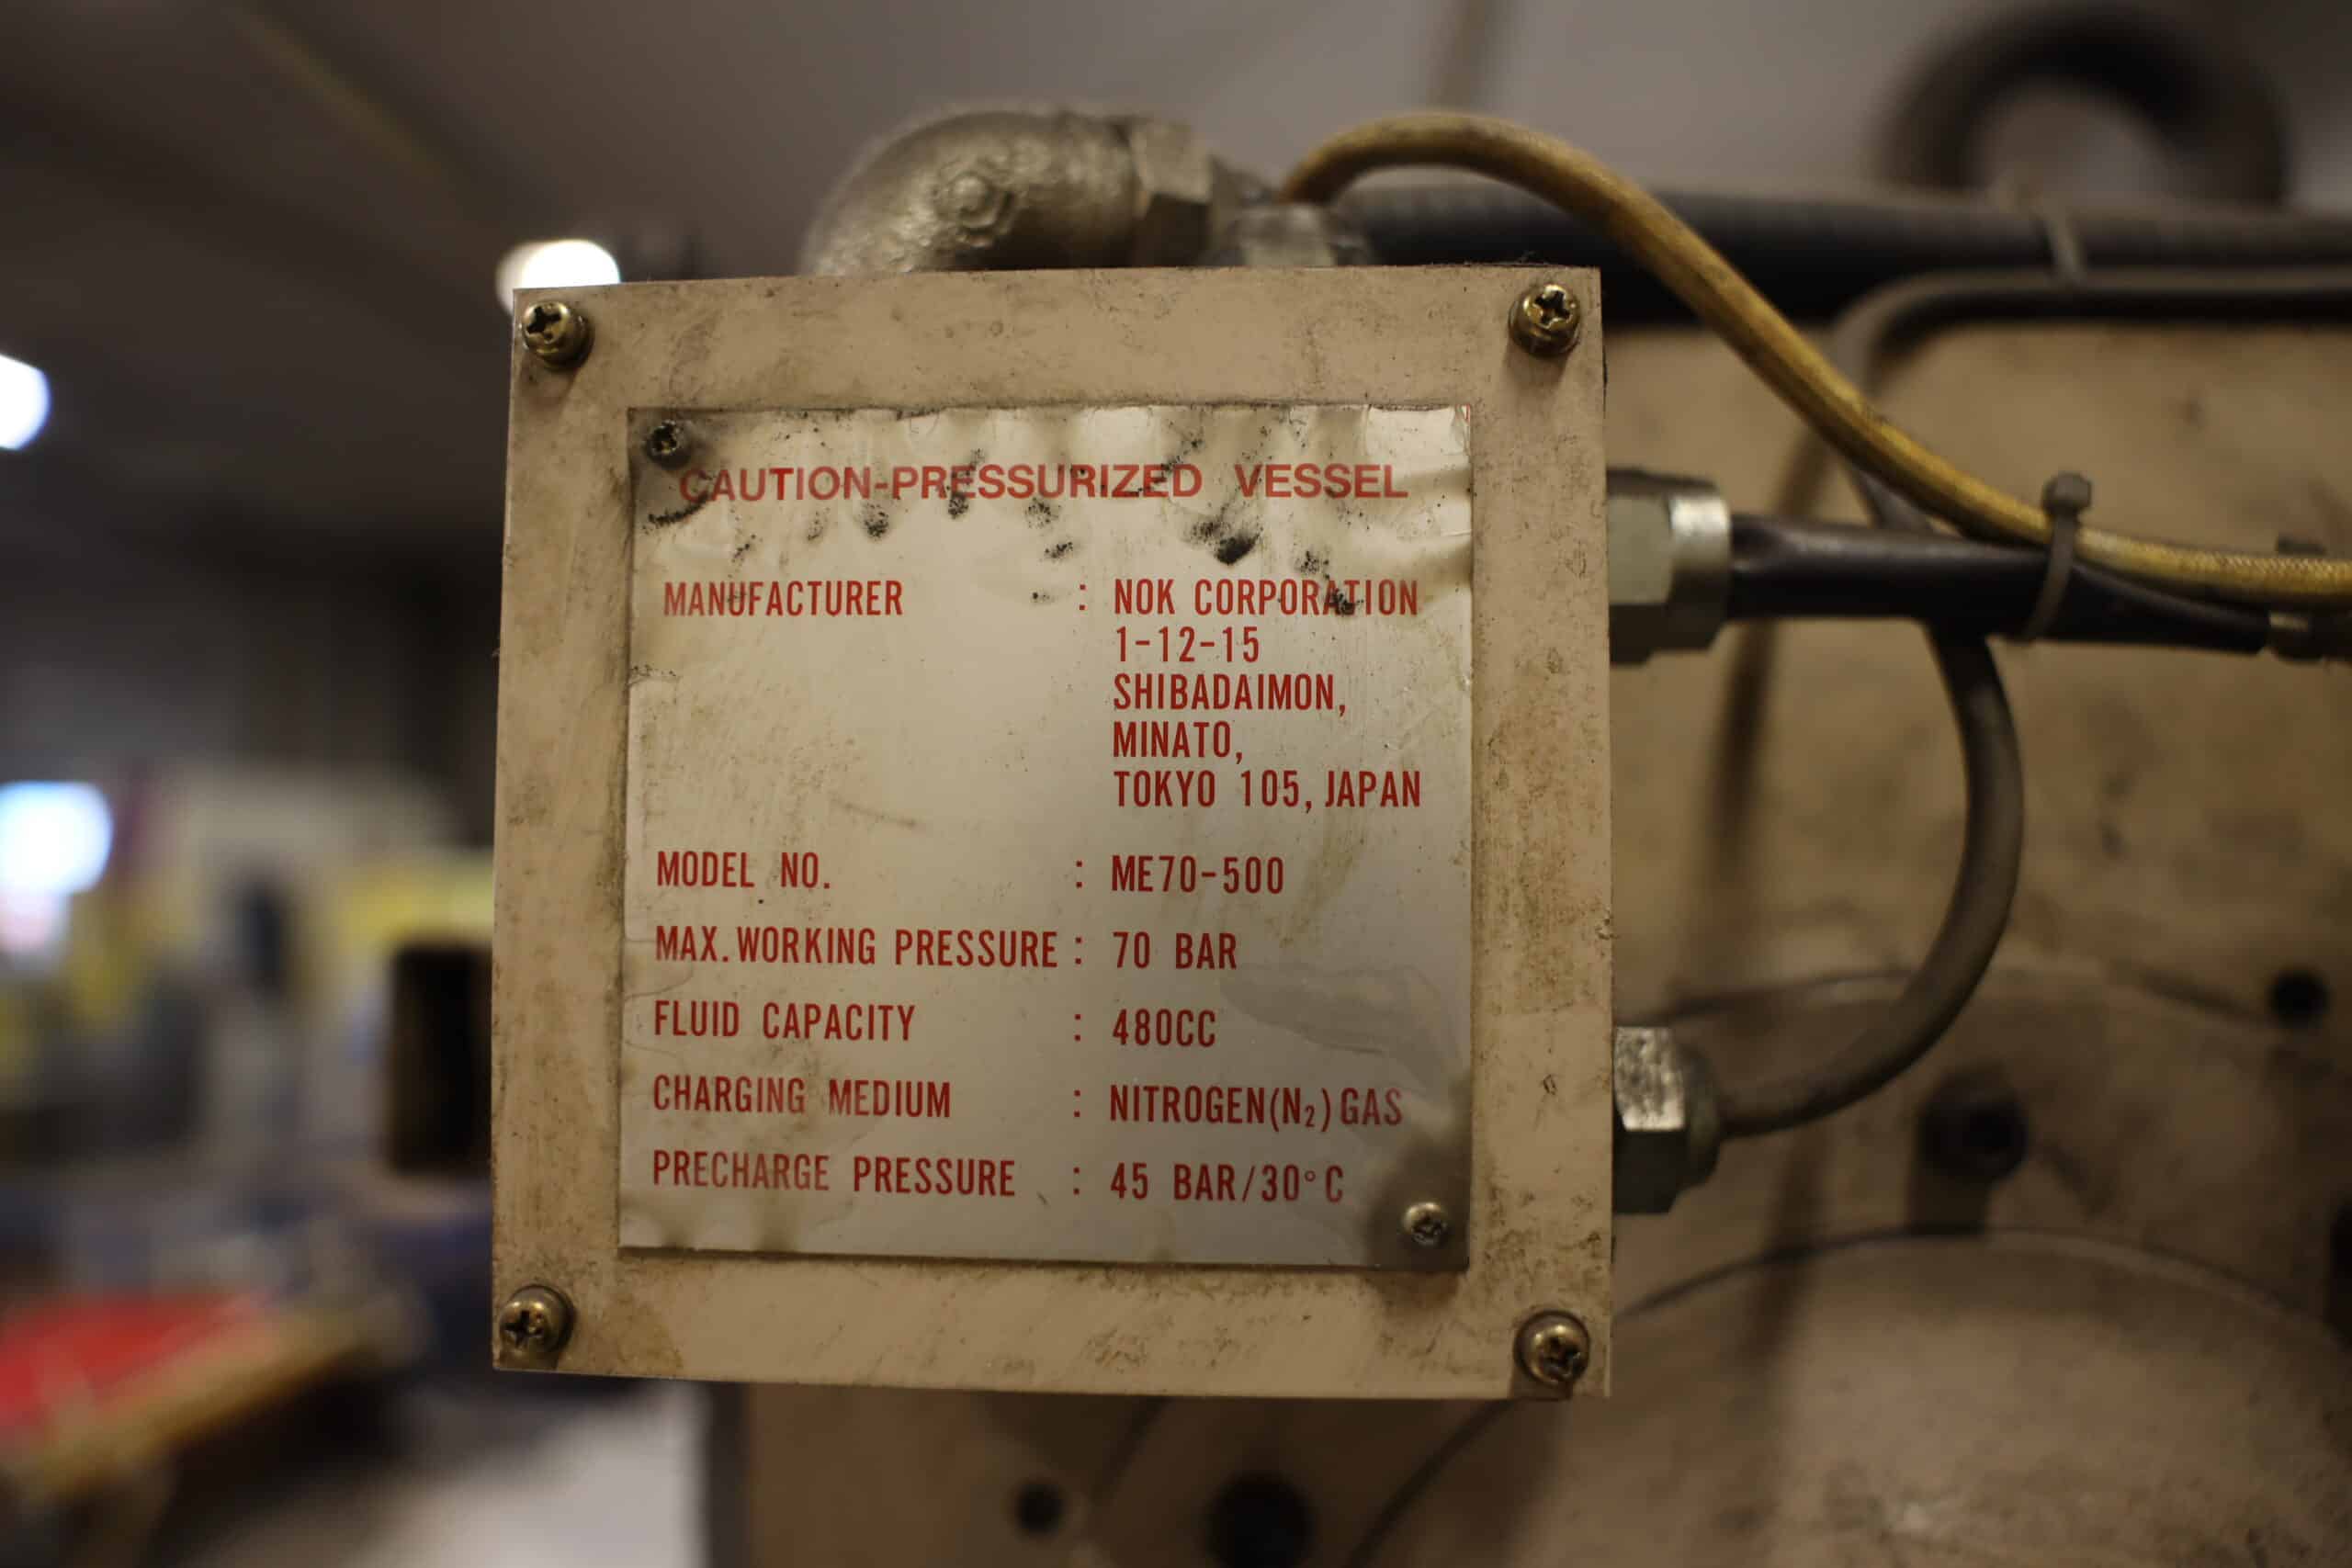 CAUTION-PRESSURIZED VESSEL
MANUFACTURER : NOK CORPORATION
1-12-15
SHIBADAIMON,
MINATO,
TOKYO 105, JAPAN
MODEL NO. : ME70-500
MAX. WORKING PRESSURE : 70 BAR
FLUID CAPACITY : 480CC
CHARGING MEDIUM : NITROGEN(N₂) GAS
PRECHARGE PRESSURE : 45 BAR/30°C